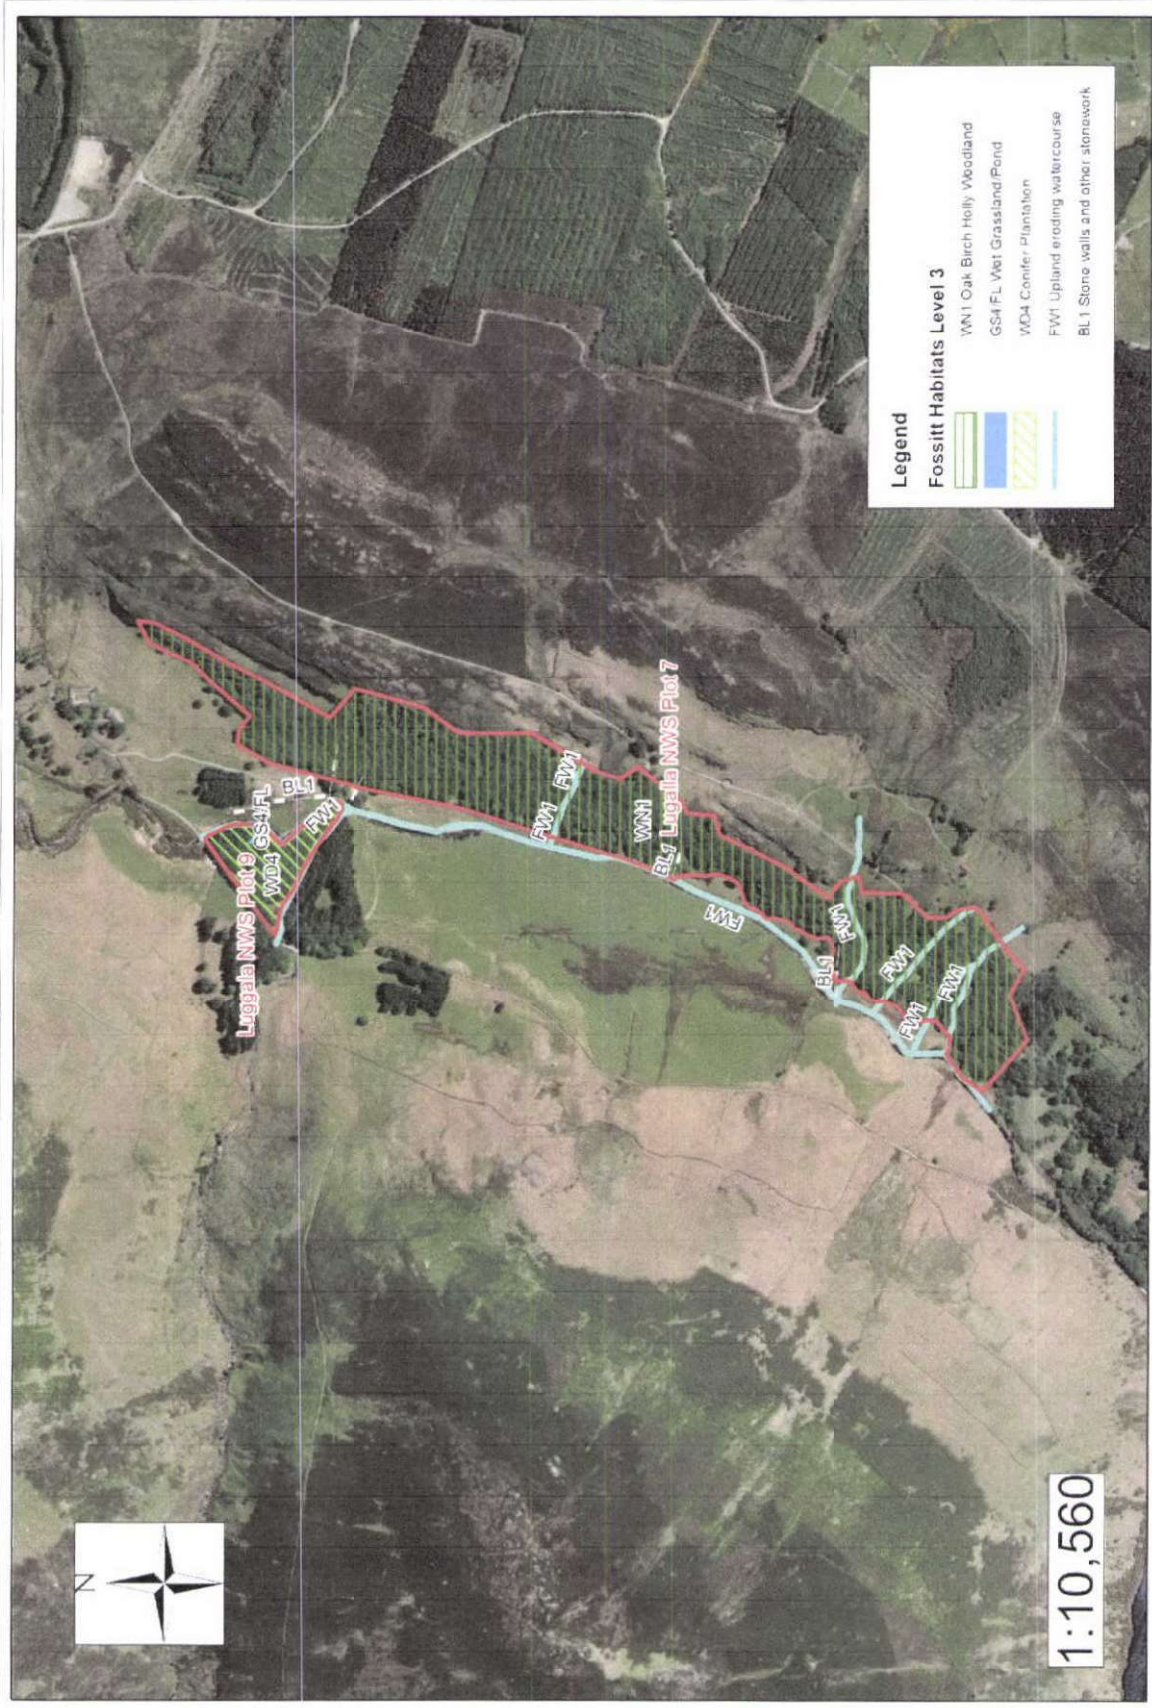 N
Luggala NWS Plot 9
WD4
GS4/FL
BL1
FW1
FW1
FW1
WN1
BL1
Luggala NWS Plot 7
FW1
FW1
BL1
FW1
FW1
FW1
Legend
Fossitt Habitats Level 3
WN1 Oak Birch Holly Woodland
GS4/FL Wet Grassland/Pond
WD4 Conifer Plantation
FW1 Upland eroding watercourse
BL1 Stone walls and other stonework
1:10,560